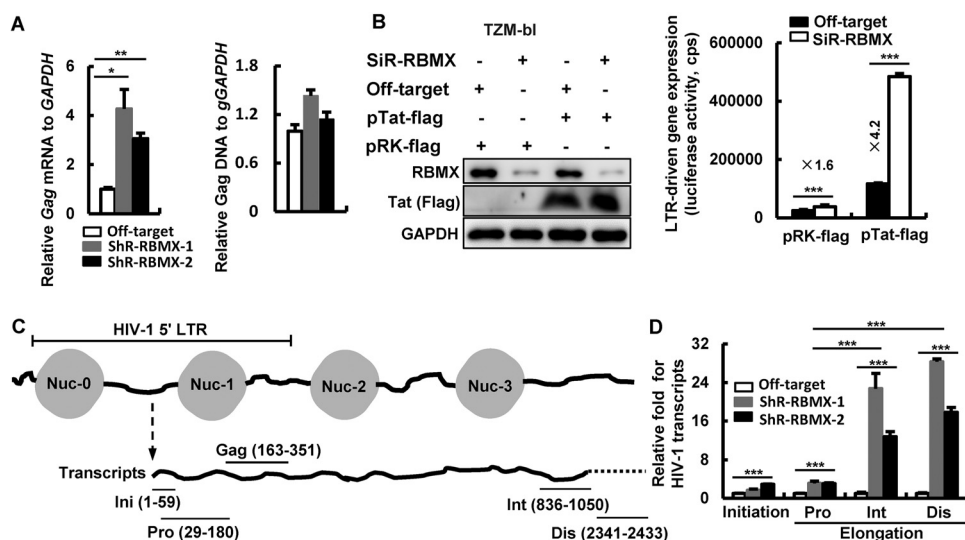 A
Relative Gag mRNA to GAPDH
6
4
2
0
**
*
Relative Gag DNA to gGAPDH
1.8
1.2
0.6
0
Off-target
ShR-RBMX-1
ShR-RBMX-2
B
TZM-bl
SiR-RBMX - + - +
Off-target + - + -
pTat-flag - - + +
pRK-flag + + - -
RBMX
Tat (Flag)
GAPDH
LTR-driven gene expression
(luciferase activity, cps)
600000
400000
200000
0
Off-target
SiR-RBMX
***
×4.2
×1.6
***
pRK-flag pTat-flag
C
HIV-1 5' LTR
Nuc-0 Nuc-1 Nuc-2 Nuc-3
Gag (163-351)
Transcripts
Ini (1-59) Int (836-1050)
Pro (29-180) Dis (2341-2433)
D
Relative fold for
HIV-1 transcripts
32
24
16
8
0
Off-target
ShR-RBMX-1
ShR-RBMX-2
***
***
***
***
***
***
Initiation Pro Int Dis
Elongation